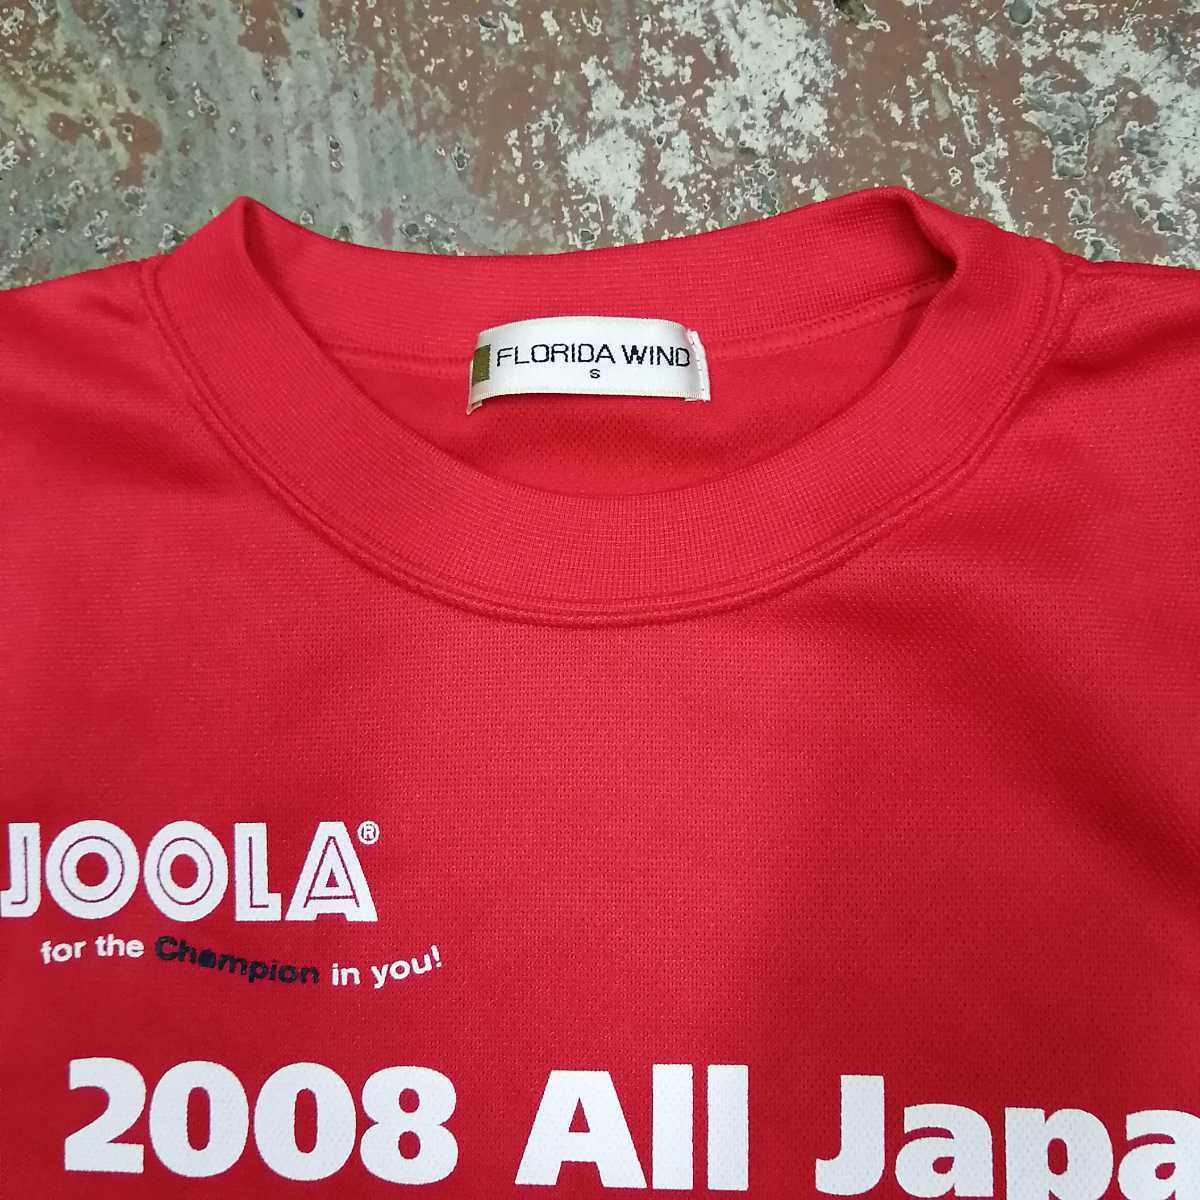 FLORIDA WIND
S
JOOLA®
for the Champion in you!
2008 All Japa